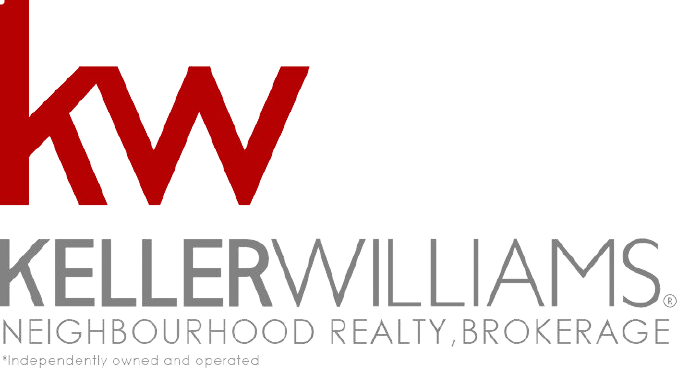 kw
KELLERWILLIAMS®
NEIGHBOURHOOD REALTY,BROKERAGE
*Independently owned and operated